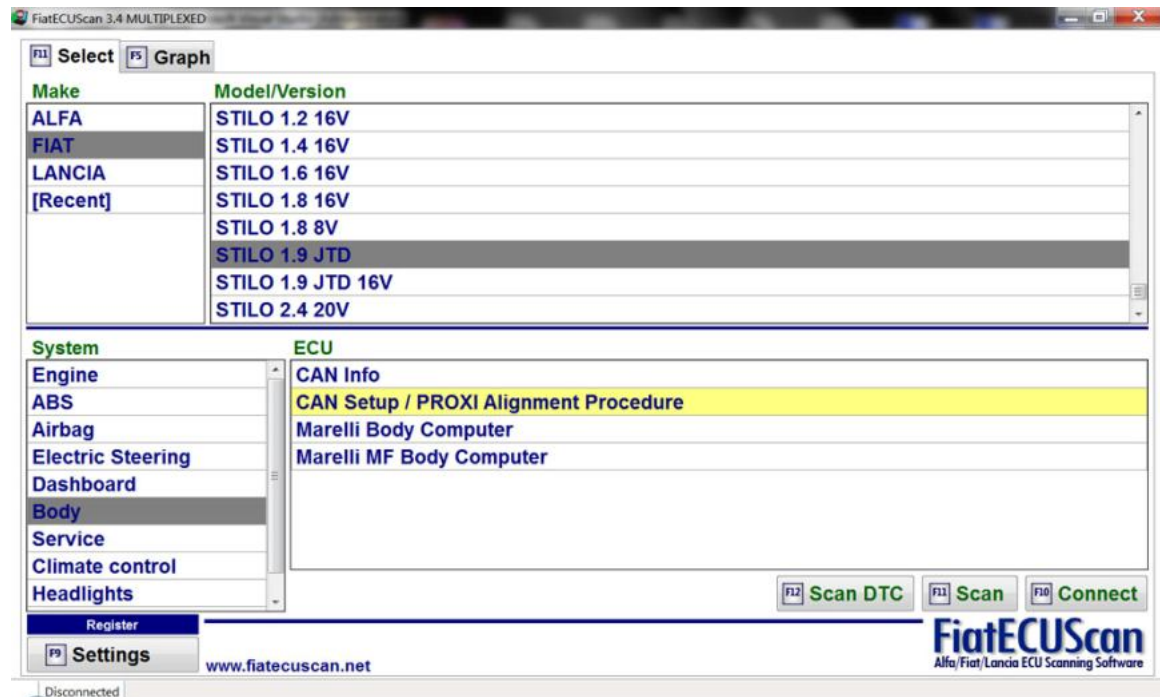 FiatECUScan 3.4 MULTIPLEXED
F11 Select F5 Graph
Make
ALFA
FIAT
LANCIA
[Recent]
Model/Version
STILO 1.2 16V
STILO 1.4 16V
STILO 1.6 16V
STILO 1.8 16V
STILO 1.8 8V
STILO 1.9 JTD
STILO 1.9 JTD 16V
STILO 2.4 20V
System
Engine
ABS
Airbag
Electric Steering
Dashboard
Body
Service
Climate control
Headlights
ECU
CAN Info
CAN Setup / PROXI Alignment Procedure
Marelli Body Computer
Marelli MF Body Computer
F12 Scan DTC F11 Scan F10 Connect
Register
F9 Settings
www.fiatecuscan.net
FiatECUScan
Alfa/Fiat/Lancia ECU Scanning Software
Disconnected